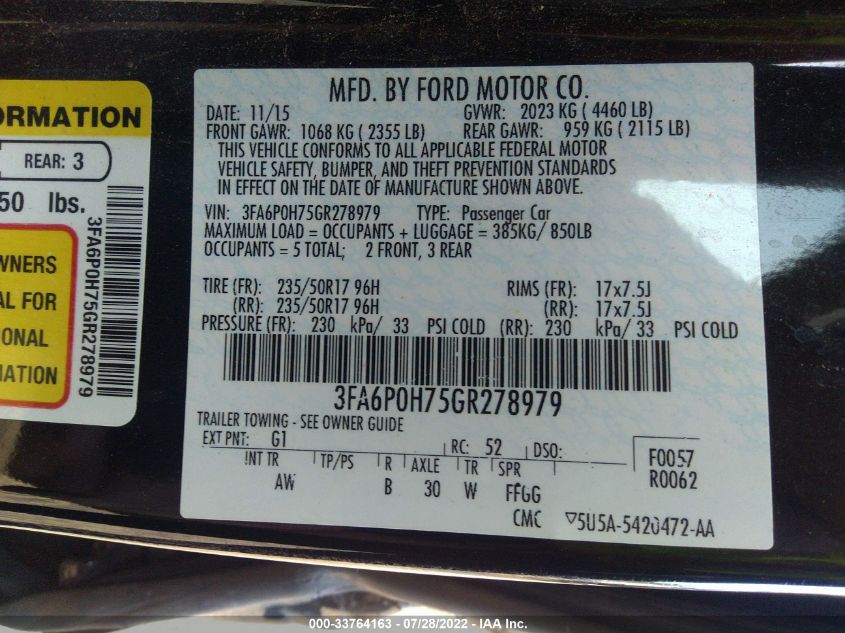 ORMATION
REAR: 3
50 lbs.
WNERS
AL FOR
ONAL
MATION
3FA6P0H75GR278979
MFD. BY FORD MOTOR CO.
DATE: 11/15 GVWR: 2023 KG ( 4460 LB)
FRONT GAWR: 1068 KG ( 2355 LB) REAR GAWR: 959 KG ( 2115 LB)
THIS VEHICLE CONFORMS TO ALL APPLICABLE FEDERAL MOTOR
VEHICLE SAFETY, BUMPER, AND THEFT PREVENTION STANDARDS
IN EFFECT ON THE DATE OF MANUFACTURE SHOWN ABOVE.
VIN: 3FA6P0H75GR278979 TYPE: Passenger Car
MAXIMUM LOAD = OCCUPANTS + LUGGAGE = 385KG/ 850LB
OCCUPANTS = 5 TOTAL; 2 FRONT, 3 REAR
TIRE (FR): 235/50R17 96H RIMS (FR): 17x7.5J
(RR): 235/50R17 96H (RR): 17x7.5J
PRESSURE (FR): 230 kPa/ 33 PSI COLD (RR): 230 kPa/ 33 PSI COLD
3FA6P0H75GR278979
TRAILER TOWING - SEE OWNER GUIDE
EXT PNT: G1 RC: 52 DSO: F0057
INT TR TP/PS R AXLE TR SPR R0062
AW B 30 W FFGG
CMC ▽5U5A-5420472-AA
000-33764163 - 07/28/2022 - IAA Inc.